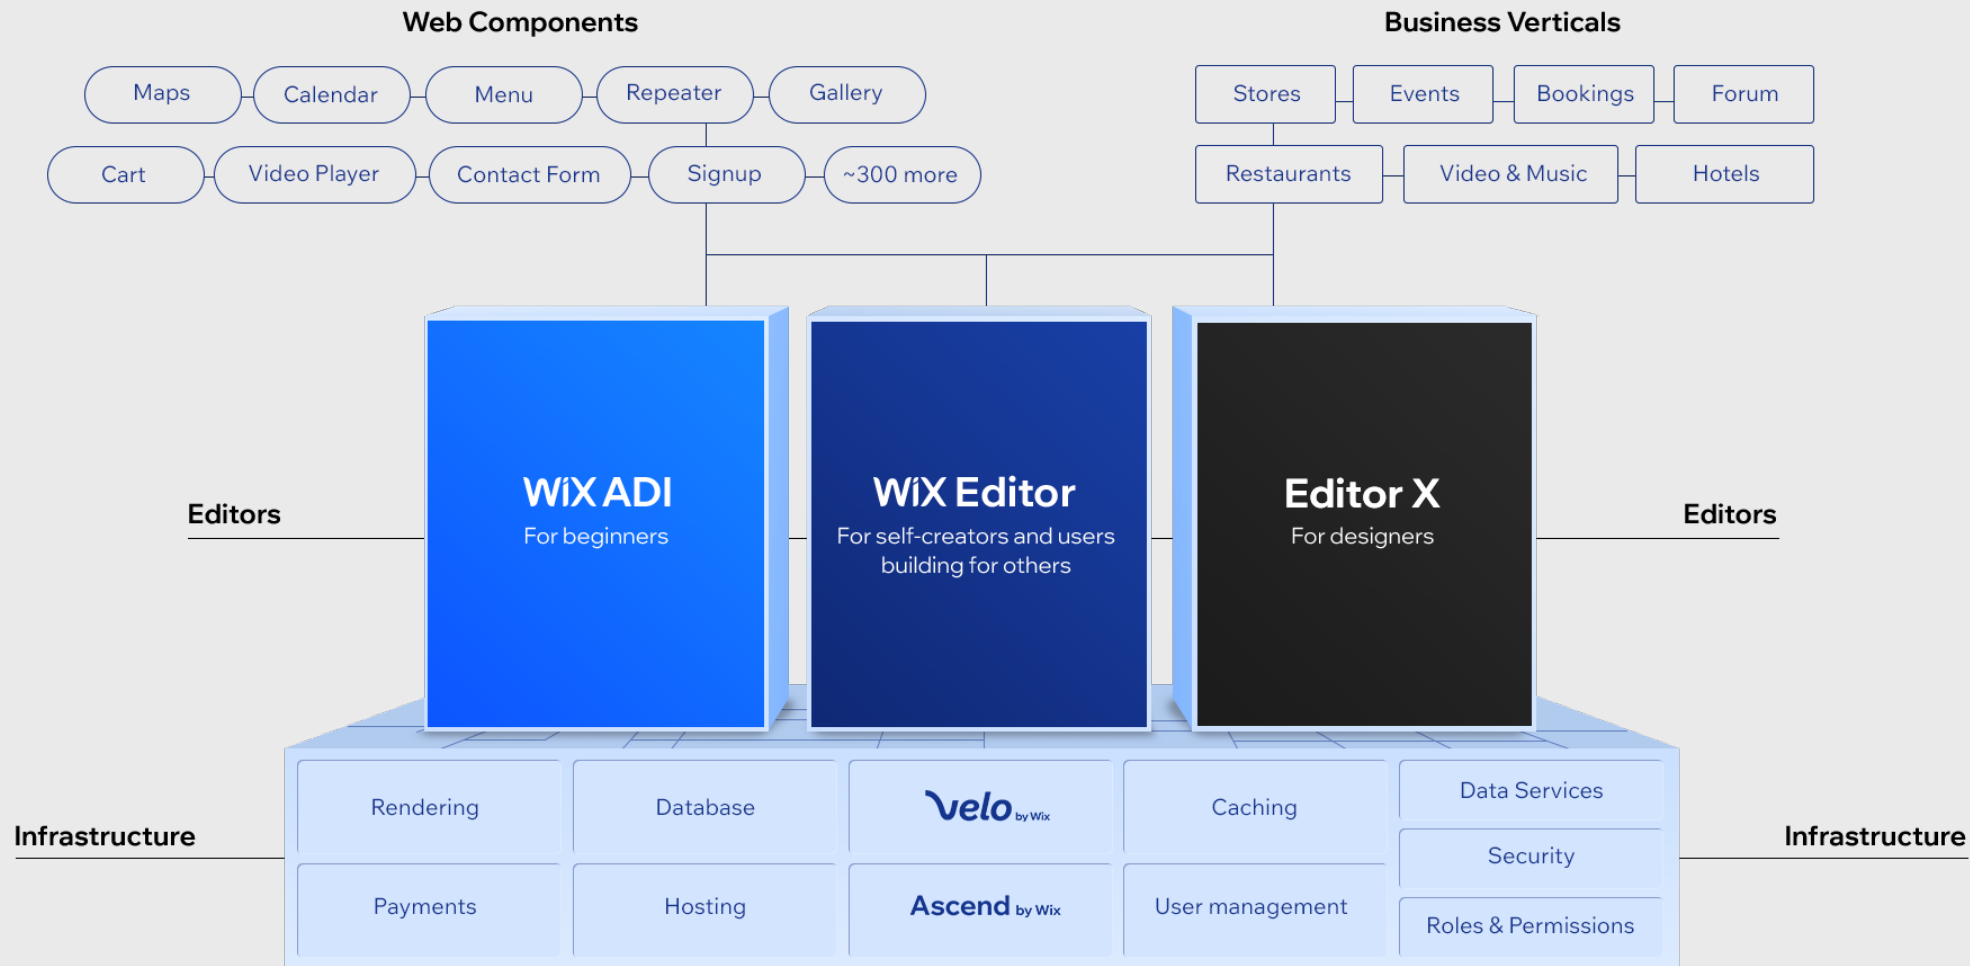 Web Components
Business Verticals
Maps
Calendar
Menu
Repeater
Gallery
Stores
Events
Bookings
Forum
Cart
Video Player
Contact Form
Signup
~300 more
Restaurants
Video & Music
Hotels
WiX ADI
For beginners
WiX Editor
For self-creators and users
building for others
Editor X
For designers
Editors
Editors
Infrastructure
Infrastructure
Rendering
Database
velo by Wix
Caching
Data Services
Security
Payments
Hosting
Ascend by Wix
User management
Roles & Permissions